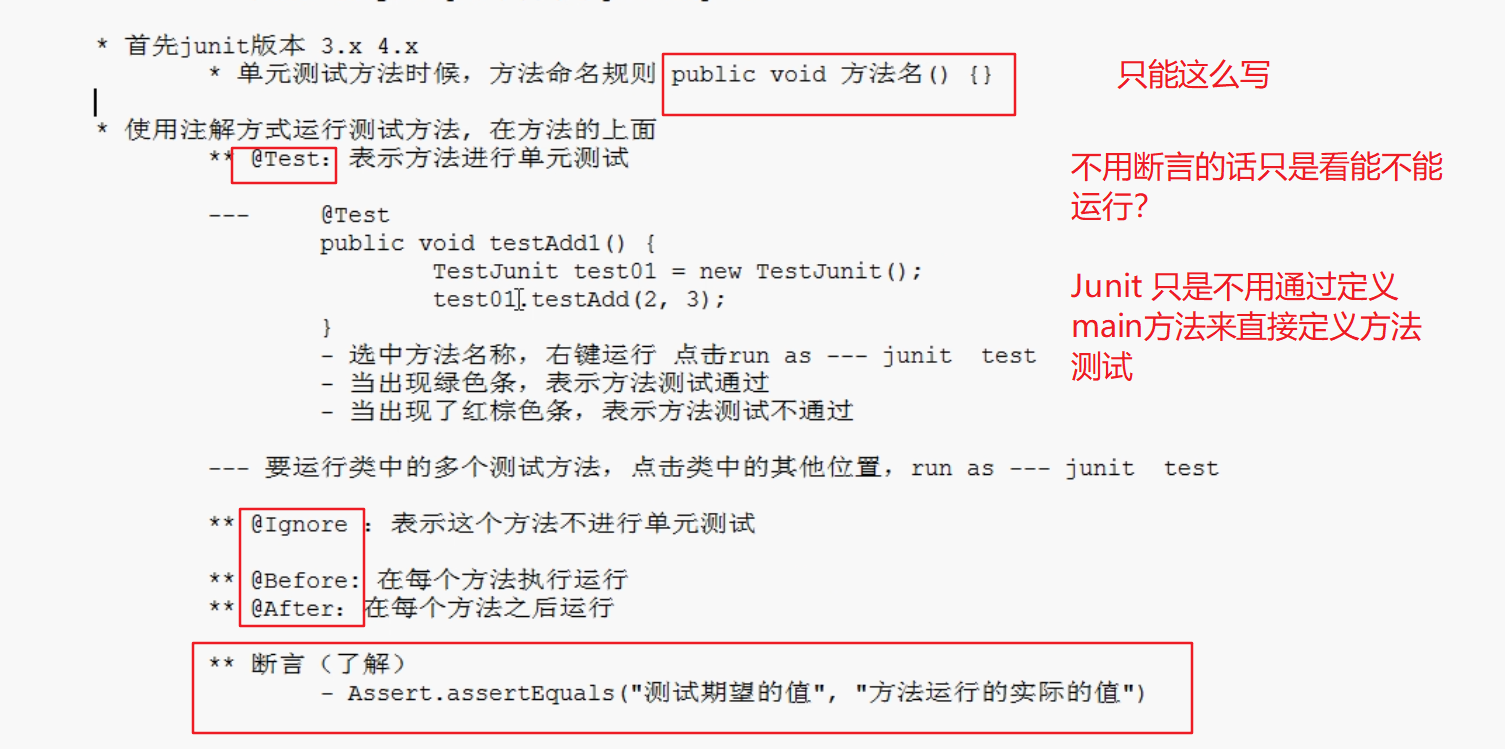 * 首先junit版本 3.x 4.x
* 单元测试方法时候，方法命名规则 public void 方法名() {}
只能这么写
* 使用注解方式运行测试方法, 在方法的上面
** @Test: 表示方法进行单元测试
不用断言的话只是看能不能
运行?
--- @Test
public void testAdd1() {
TestJunit test01 = new TestJunit();
test01.testAdd(2, 3);
}
Junit 只是不用通过定义
main方法来直接定义方法
测试
- 选中方法名称，右键运行 点击run as --- junit test
- 当出现绿色条，表示方法测试通过
- 当出现了红棕色条，表示方法测试不通过
--- 要运行类中的多个测试方法，点击类中的其他位置，run as --- junit test
** @Ignore : 表示这个方法不进行单元测试
** @Before: 在每个方法执行运行
** @After: 在每个方法之后运行
** 断言（了解）
- Assert.assertEquals("测试期望的值", "方法运行的实际的值")